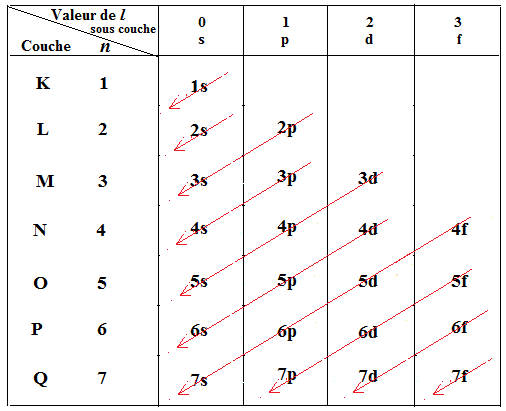 Valeur de l 0 1 2 3
sous couche s p d f
Couche n
K 1 1s
L 2 2s 2p
M 3 3s 3p 3d
N 4 4s 4p 4d 4f
O 5 5s 5p 5d 5f
P 6 6s 6p 6d 6f
Q 7 7s 7p 7d 7f